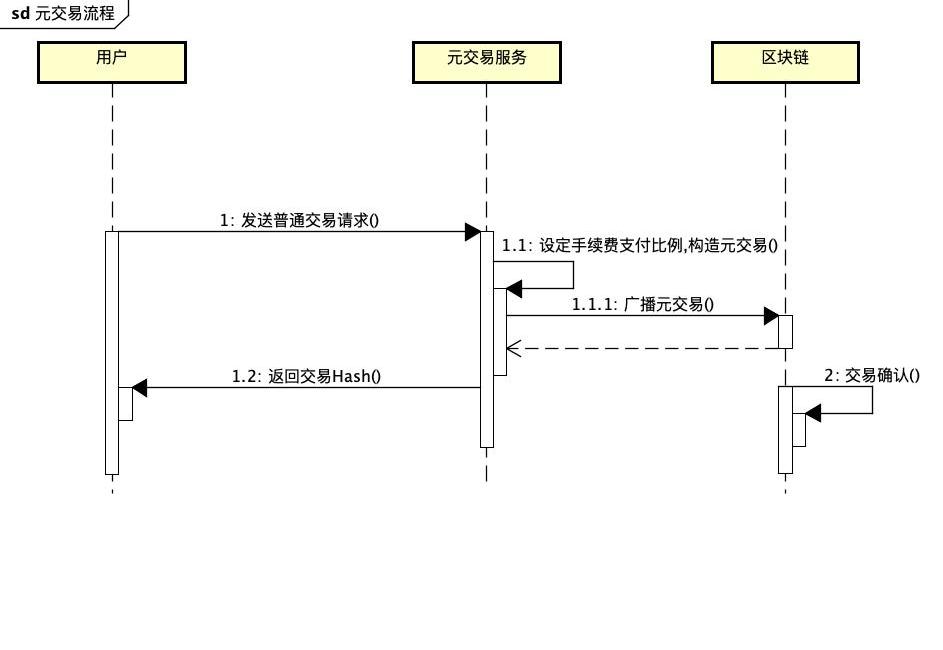 sd 元交易流程
用户
元交易服务
区块链
1: 发送普通交易请求()
1.1: 设定手续费支付比例,构造元交易()
1.1.1: 广播元交易()
1.2: 返回交易Hash()
2: 交易确认()